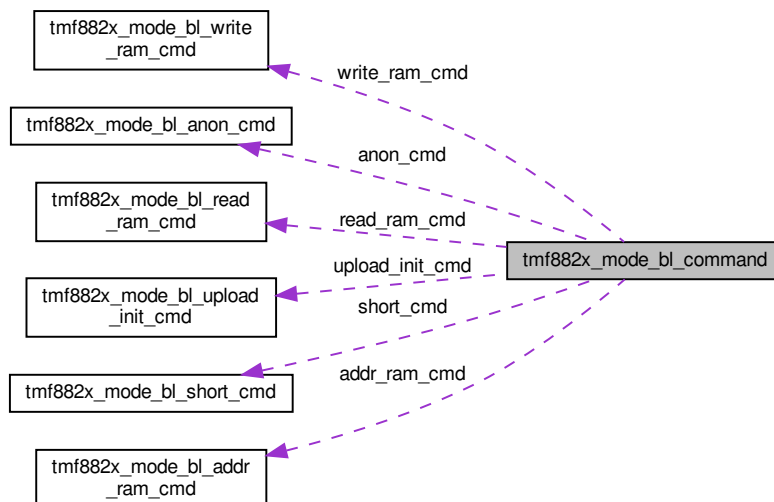 tmf882x_mode_bl_write
_ram_cmd
write_ram_cmd
tmf882x_mode_bl_anon_cmd
anon_cmd
tmf882x_mode_bl_read
_ram_cmd
read_ram_cmd
tmf882x_mode_bl_command
upload_init_cmd
tmf882x_mode_bl_upload
_init_cmd
short_cmd
tmf882x_mode_bl_short_cmd
addr_ram_cmd
tmf882x_mode_bl_addr
_ram_cmd